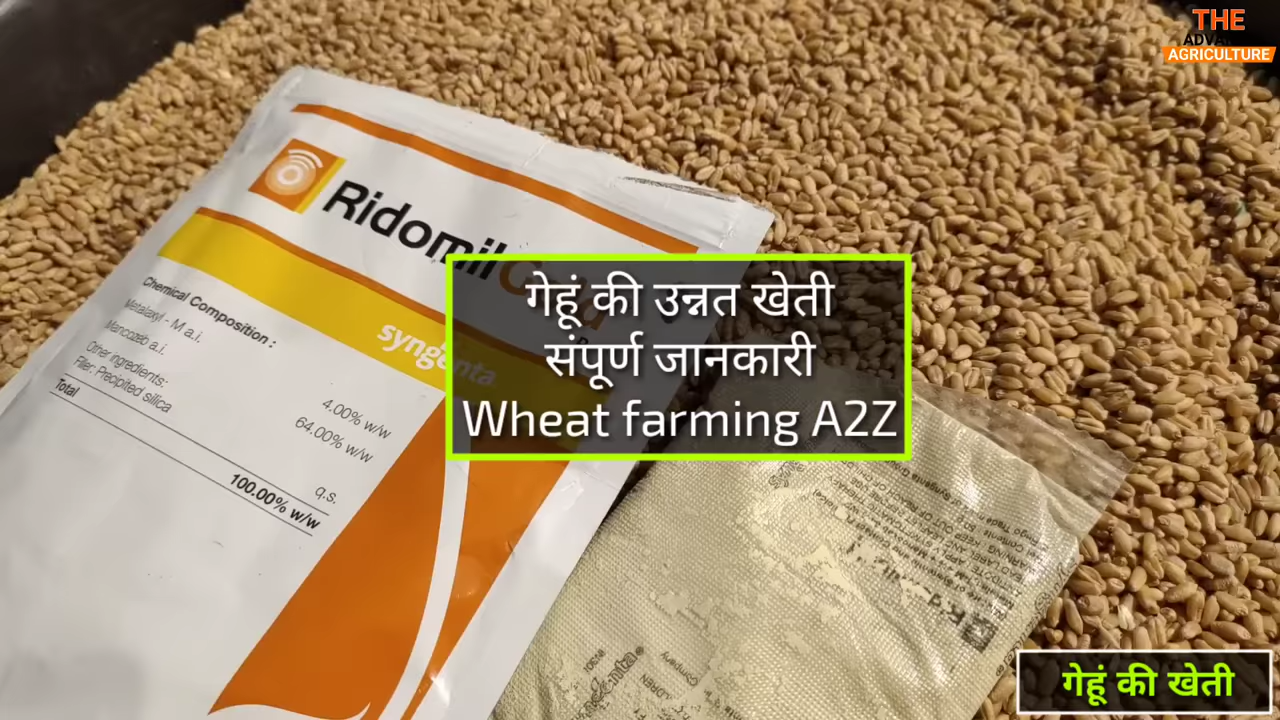 THE
AGRICULTURE
Ridomil
syngenta
Chemical Composition :
Metalaxyl - M a.i. 4.00% w/w
Mancozeb a.i. 64.00% w/w
Other ingredients:
Filler: Precipited silica q.s.
Total 100.00% w/w
गेहूं की उन्नत खेती
संपूर्ण जानकारी
Wheat farming A2Z
Company
गेहूं की खेती